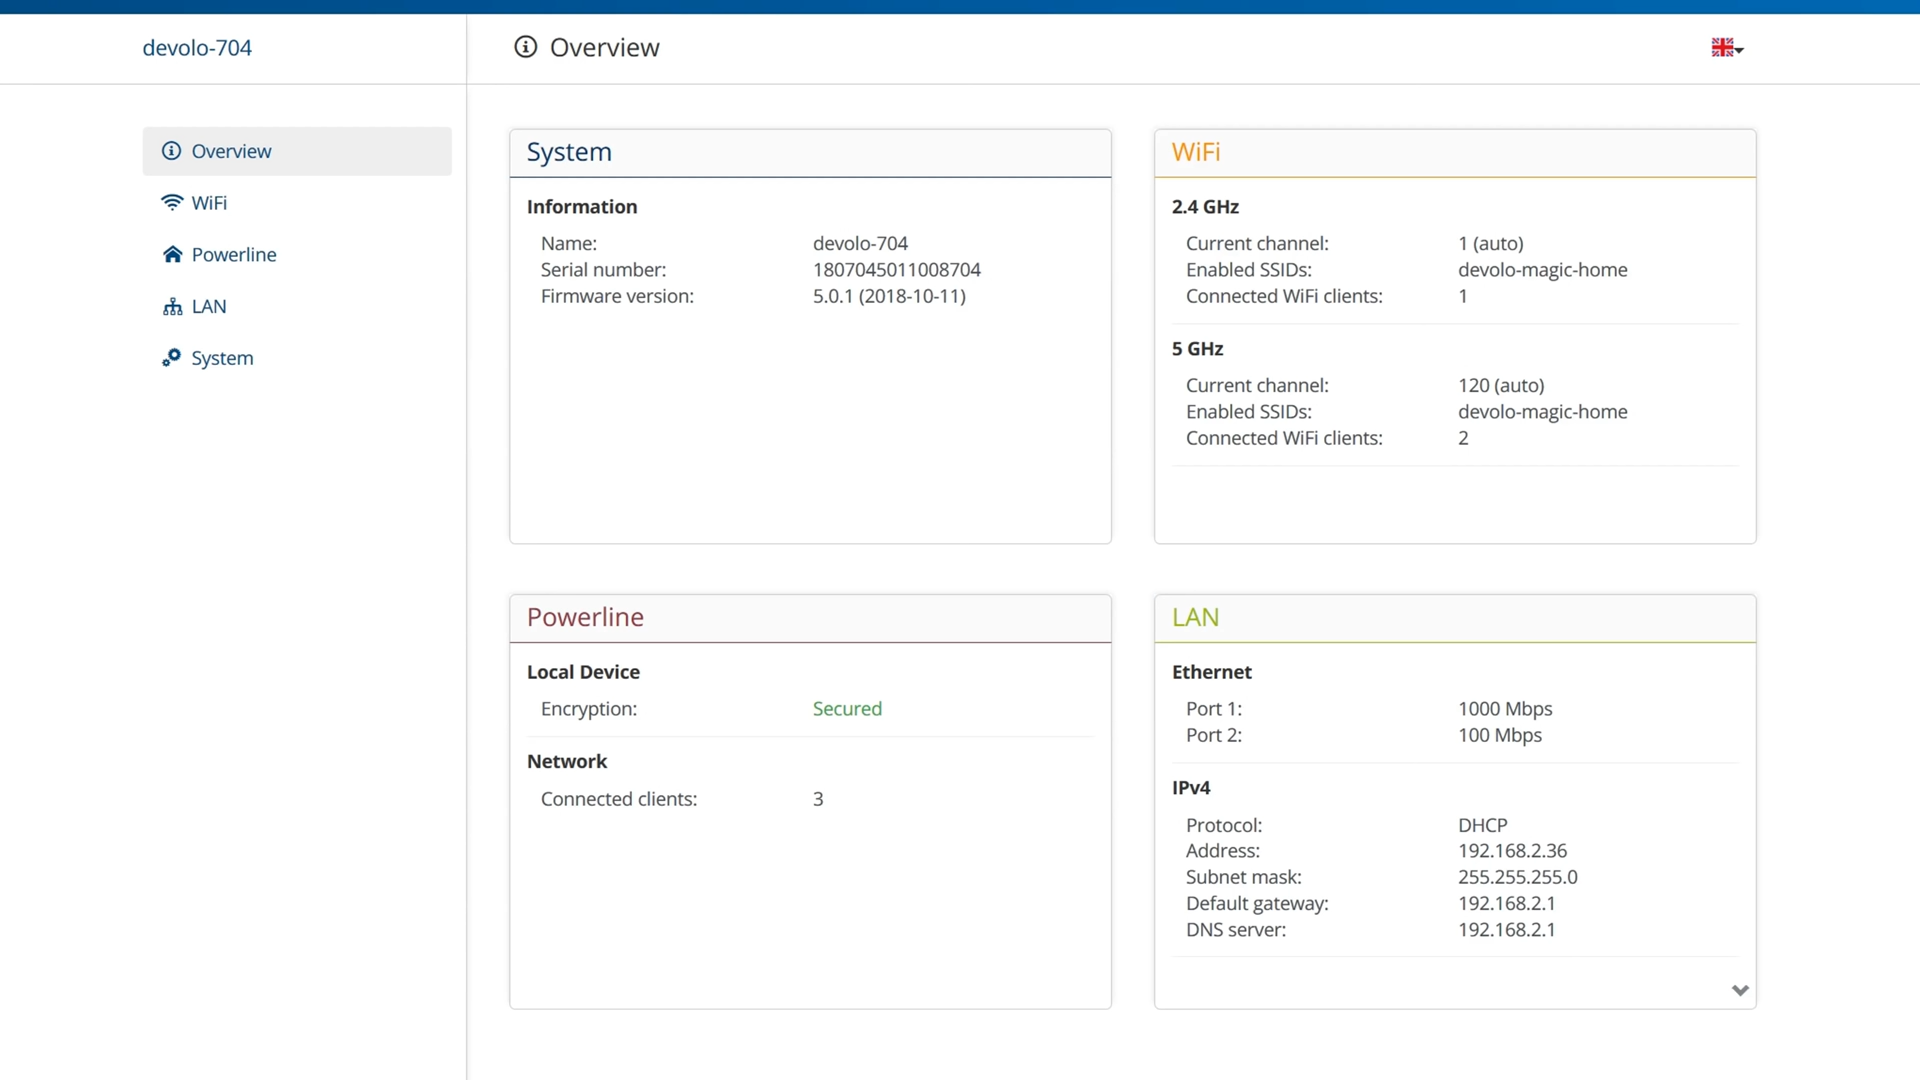 devolo-704
Overview
Overview
WiFi
Powerline
LAN
System
System
Information
Name: devolo-704
Serial number: 1807045011008704
Firmware version: 5.0.1 (2018-10-11)
WiFi
2.4 GHz
Current channel: 1 (auto)
Enabled SSIDs: devolo-magic-home
Connected WiFi clients: 1
5 GHz
Current channel: 120 (auto)
Enabled SSIDs: devolo-magic-home
Connected WiFi clients: 2
Powerline
Local Device
Encryption: Secured
Network
Connected clients: 3
LAN
Ethernet
Port 1: 1000 Mbps
Port 2: 100 Mbps
IPv4
Protocol: DHCP
Address: 192.168.2.36
Subnet mask: 255.255.255.0
Default gateway: 192.168.2.1
DNS server: 192.168.2.1